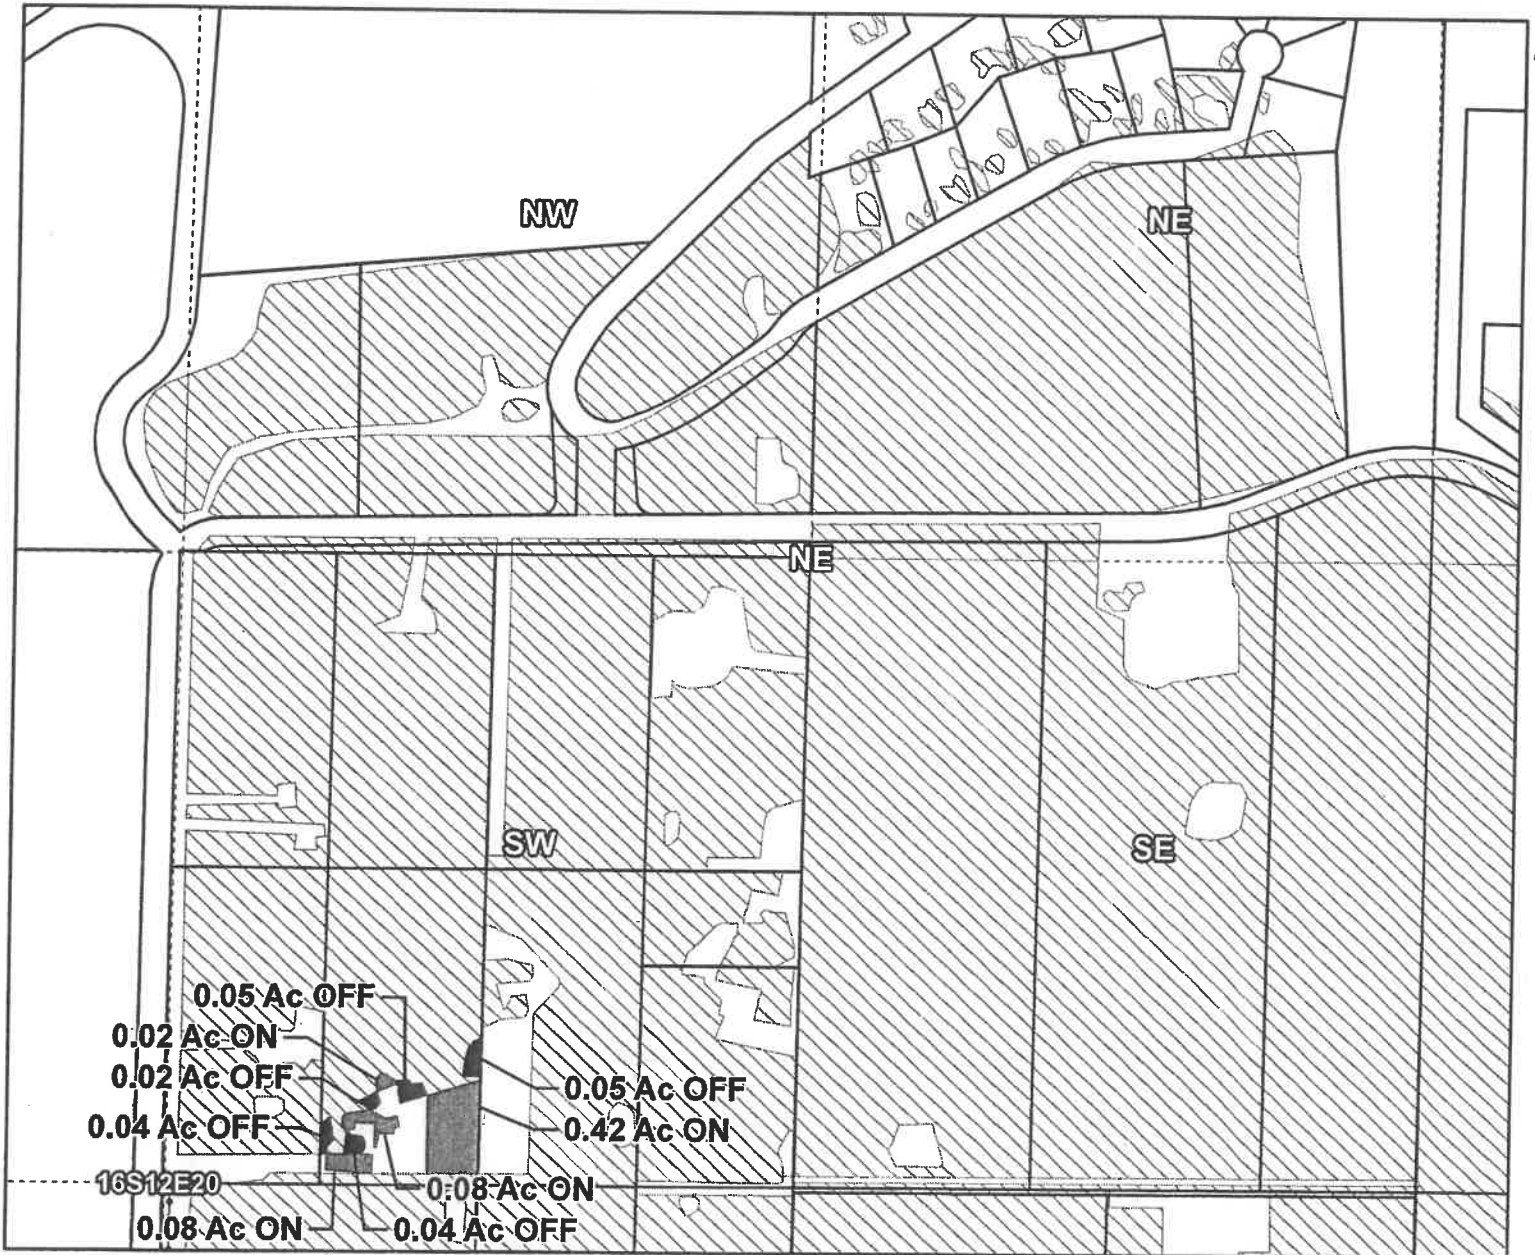 NW
NE
NE
SW
SE
0.05 Ac OFF
0.02 Ac ON
0.02 Ac OFF
0.05 Ac OFF
0.04 Ac OFF
0.42 Ac ON
16S12E20
0.08 Ac ON
0.08 Ac ON
0.04 Ac OFF